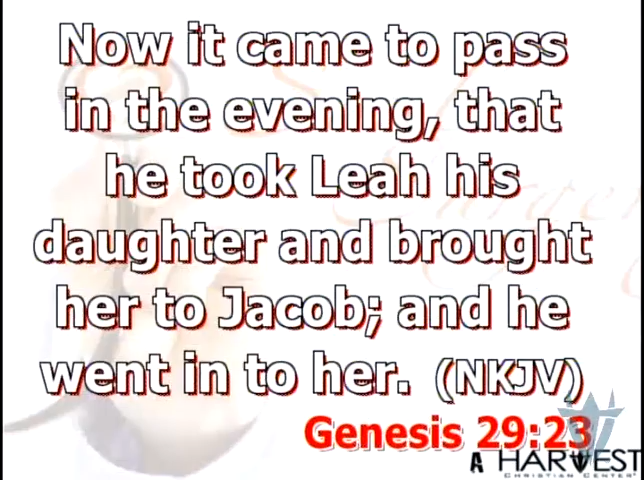 Now it came to pass
in the evening, that
he took Leah his
daughter and brought
her to Jacob; and he
went in to her. (NKJV)
Genesis 29:23
A HARVEST
CHRISTIAN CENTER